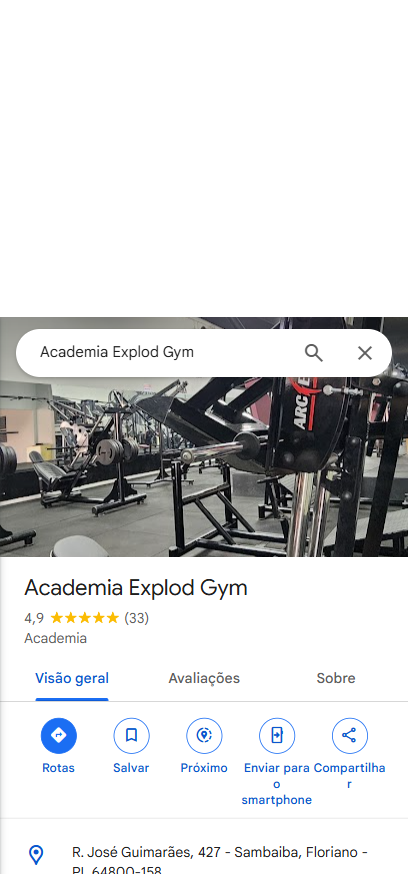 Academia Explod Gym
ARC
Academia Explod Gym
4,9 (33)
Academia
Visão geral Avaliações Sobre
Rotas Salvar Próximo Enviar para o smartphone Compartilhar
R. José Guimarães, 427 - Sambaiba, Floriano -
PI, 64800-158